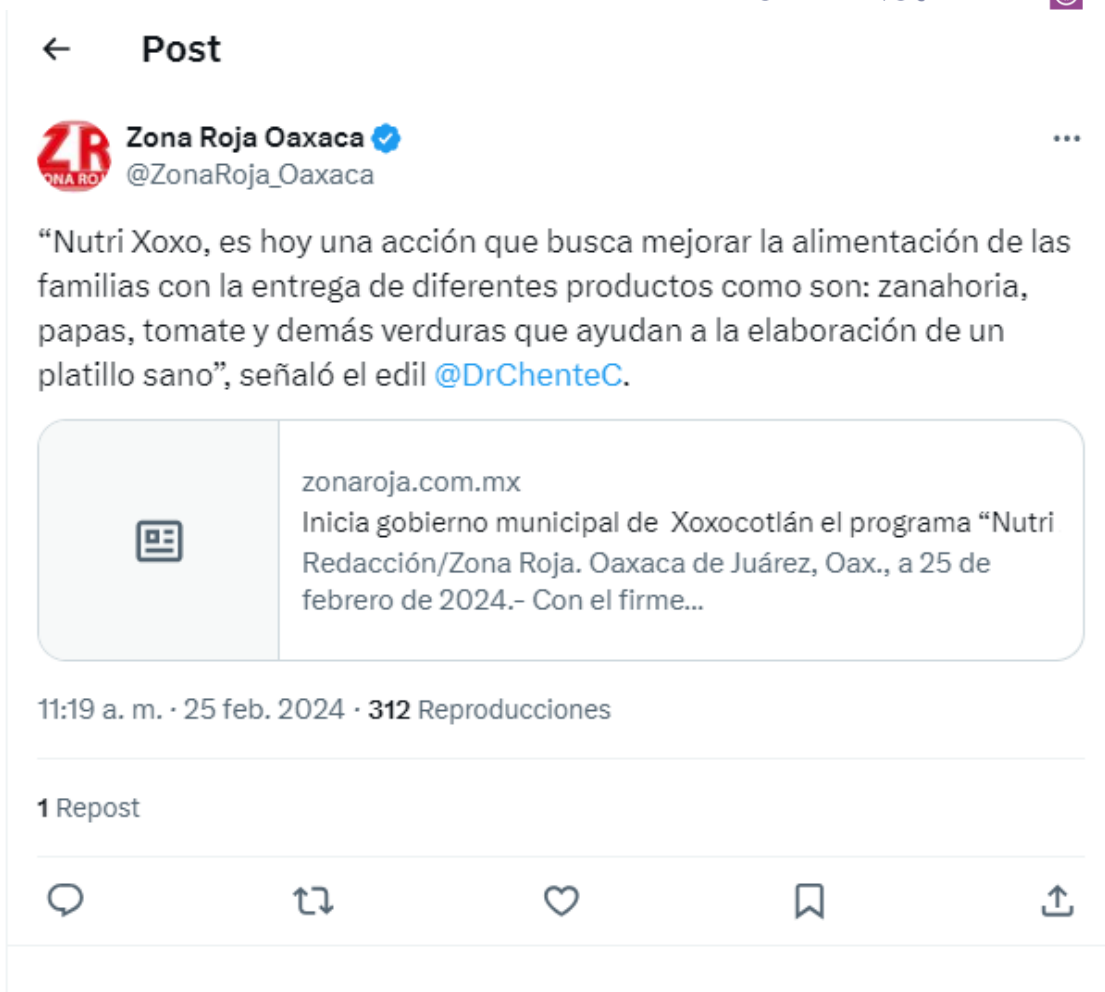 Post
Zona Roja Oaxaca
@ZonaRoja_Oaxaca
ZR
ONA ROJ
“Nutri Xoxo, es hoy una acción que busca mejorar la alimentación de las
familias con la entrega de diferentes productos como son: zanahoria,
papas, tomate y demás verduras que ayudan a la elaboración de un
platillo sano”, señaló el edil @DrChenteC.
zonaroja.com.mx
Inicia gobierno municipal de Xoxocotlán el programa “Nutri
Redacción/Zona Roja. Oaxaca de Juárez, Oax., a 25 de
febrero de 2024.- Con el firme...
11:19 a. m. · 25 feb. 2024 · 312 Reproducciones
1 Repost